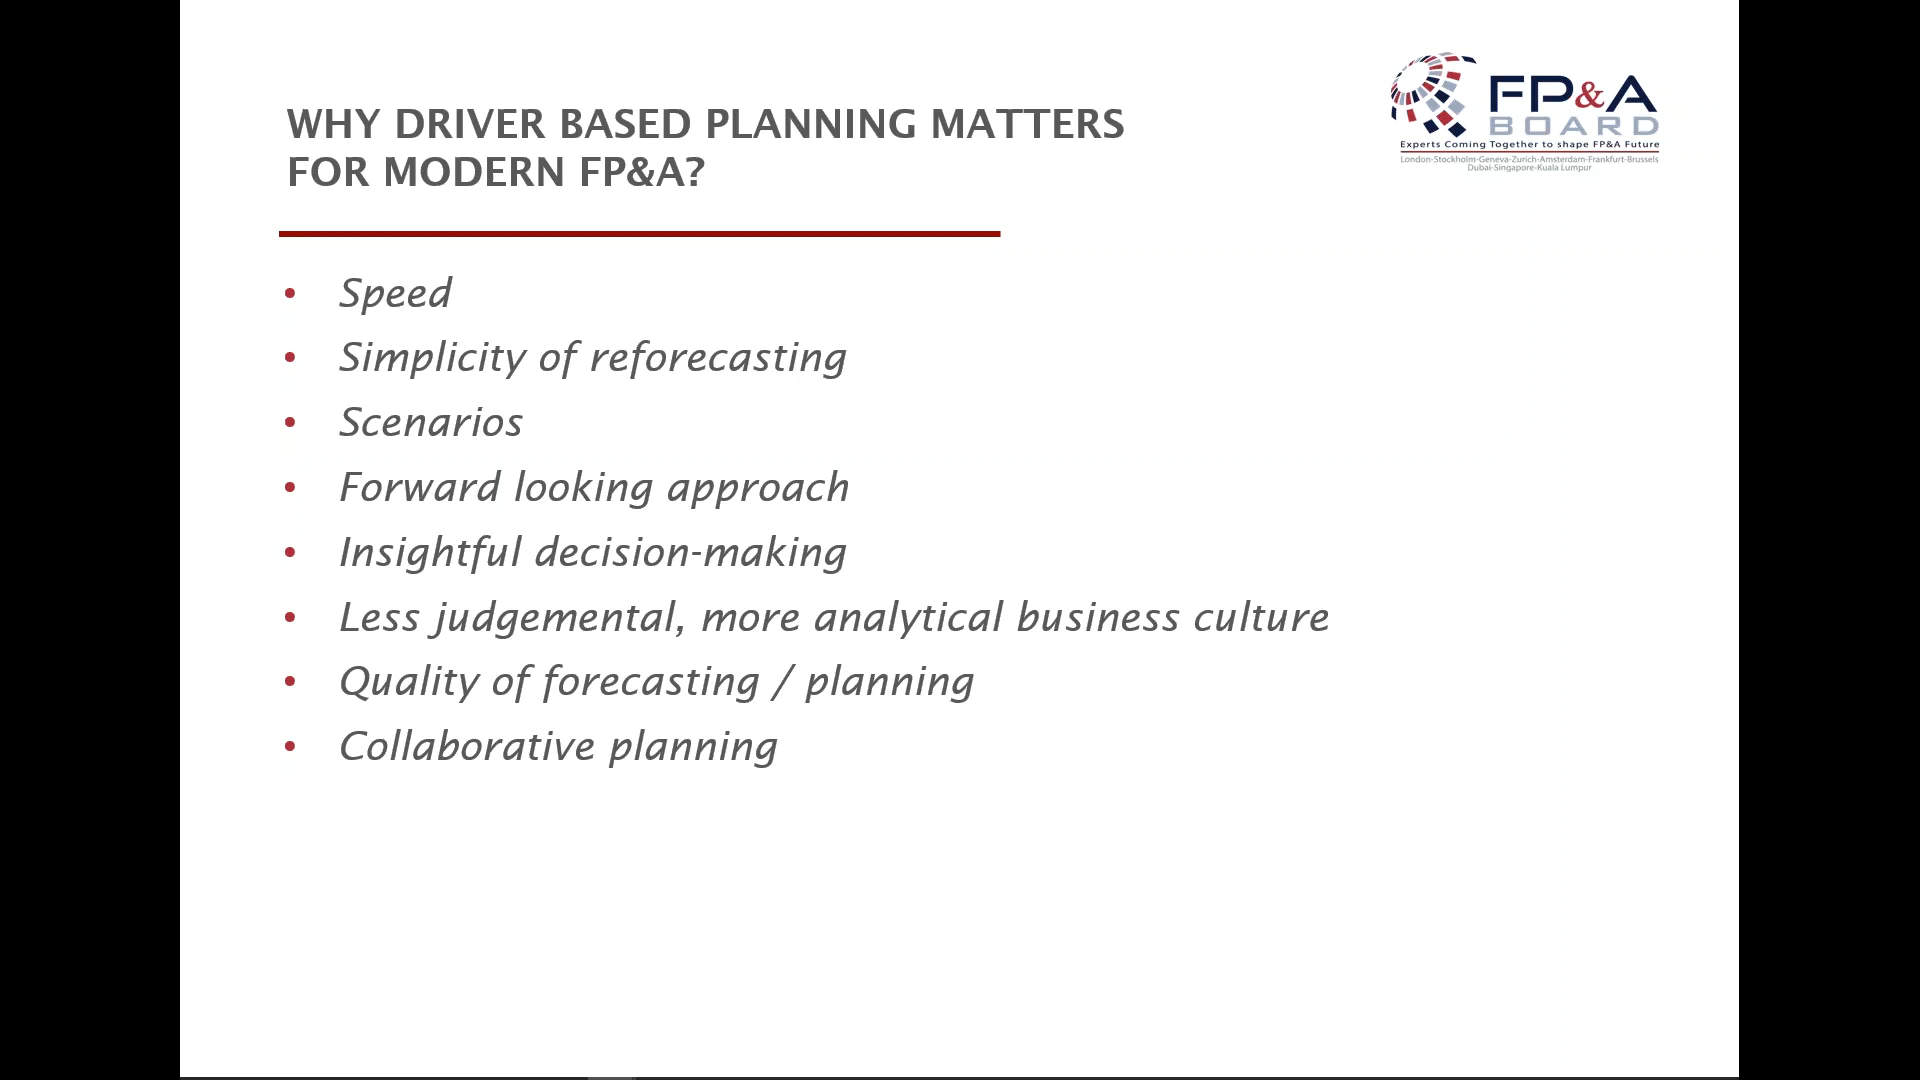 WHY DRIVER BASED PLANNING MATTERS
FOR MODERN FP&A?
FP&A
BOARD
Experts Coming Together to shape FP&A Future
London-Stockholm-Geneva-Zurich-Amsterdam-Frankfurt-Brussels
Dubai-Singapore-Kuala Lumpur
• Speed
• Simplicity of reforecasting
• Scenarios
• Forward looking approach
• Insightful decision-making
• Less judgemental, more analytical business culture
• Quality of forecasting / planning
• Collaborative planning